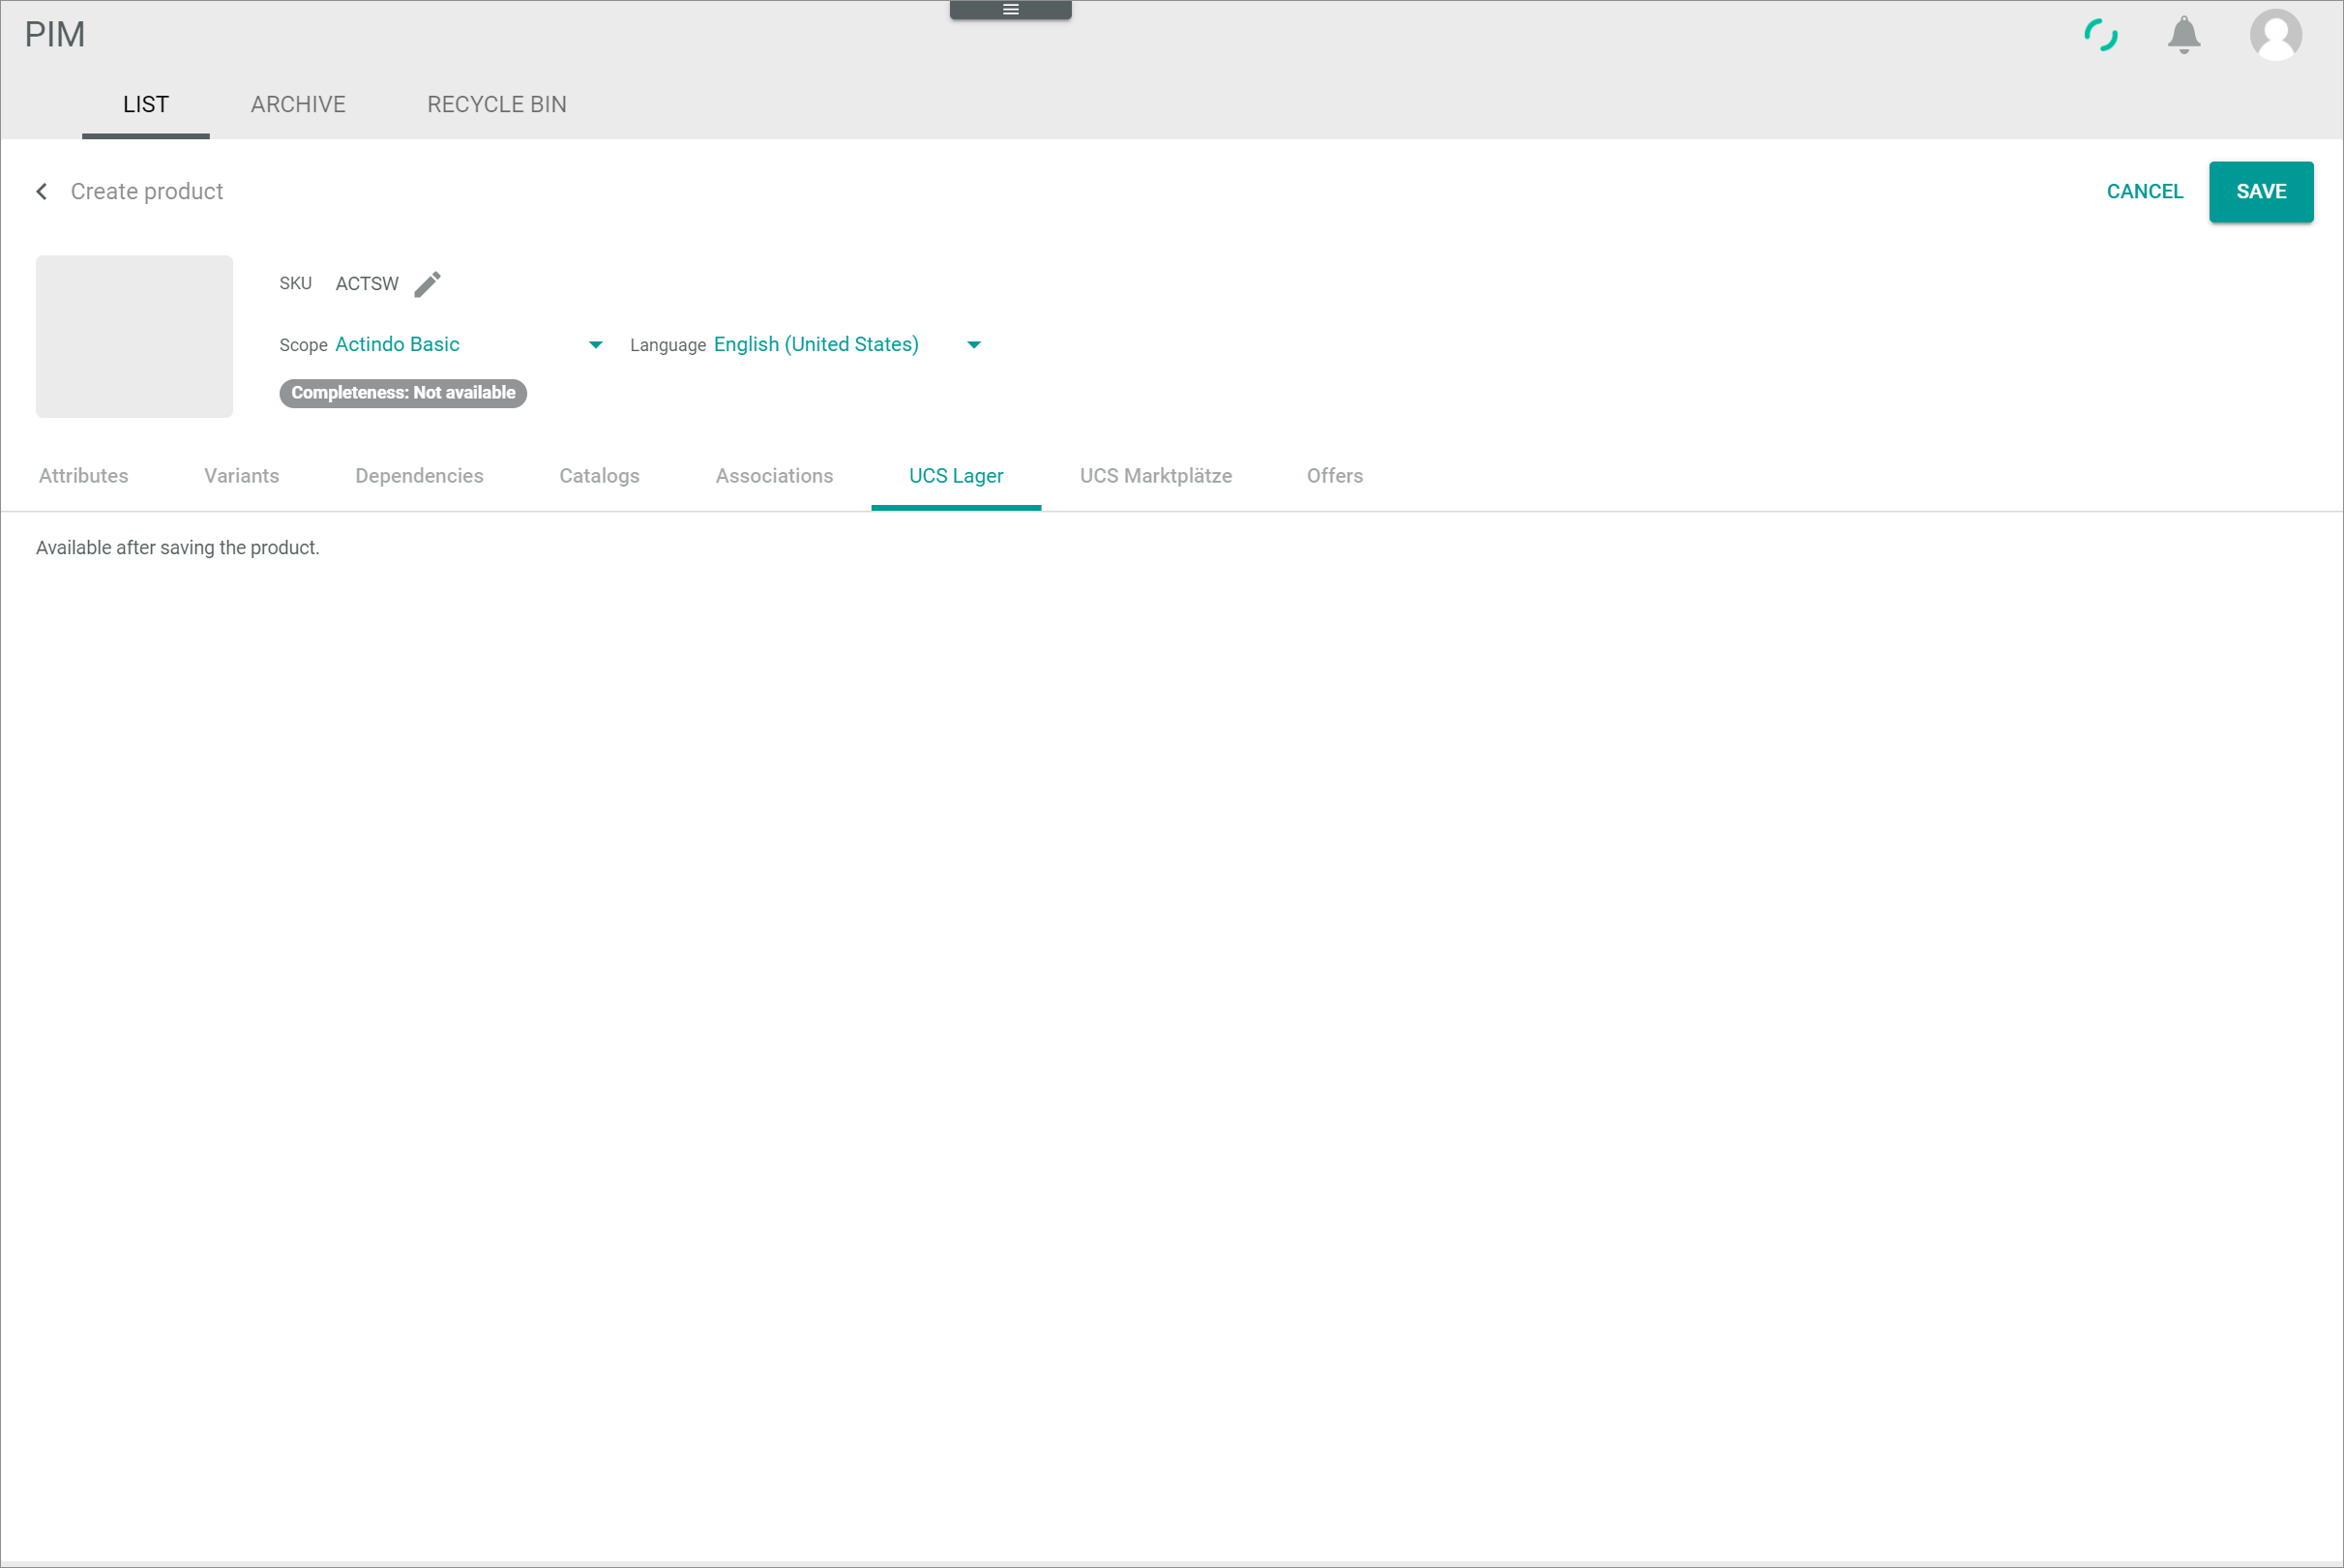 PIM
LIST ARCHIVE RECYCLE BIN
Create product CANCEL SAVE
SKU ACTSW
Scope Actindo Basic Language English (United States)
Completeness: Not available
Attributes Variants Dependencies Catalogs Associations UCS Lager UCS Marktplätze Offers
Available after saving the product.